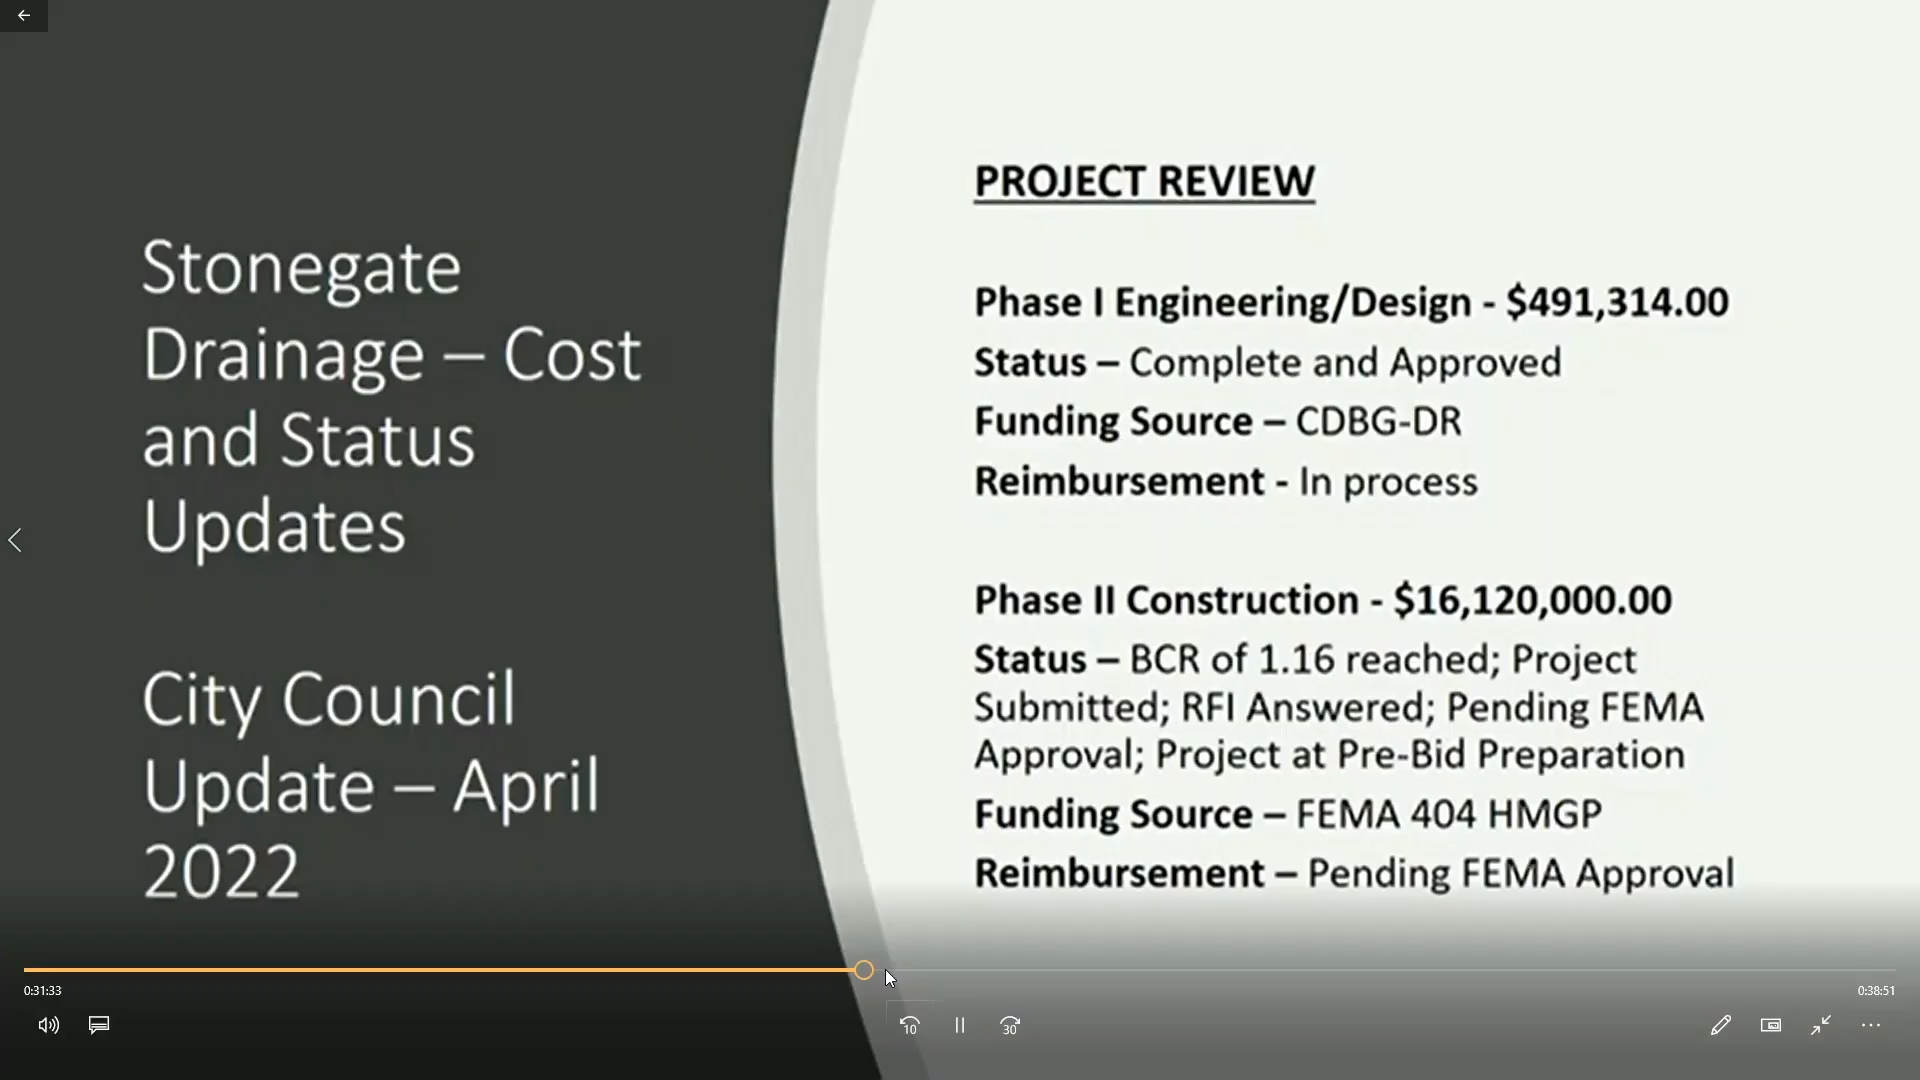 Stonegate
Drainage – Cost
and Status
Updates
City Council
Update – April
2022
PROJECT REVIEW
Phase I Engineering/Design - $491,314.00
Status – Complete and Approved
Funding Source – CDBG-DR
Reimbursement - In process
Phase II Construction - $16,120,000.00
Status – BCR of 1.16 reached; Project
Submitted; RFI Answered; Pending FEMA
Approval; Project at Pre-Bid Preparation
Funding Source – FEMA 404 HMGP
Reimbursement – Pending FEMA Approval
0:31:33
0:38:51
10
30